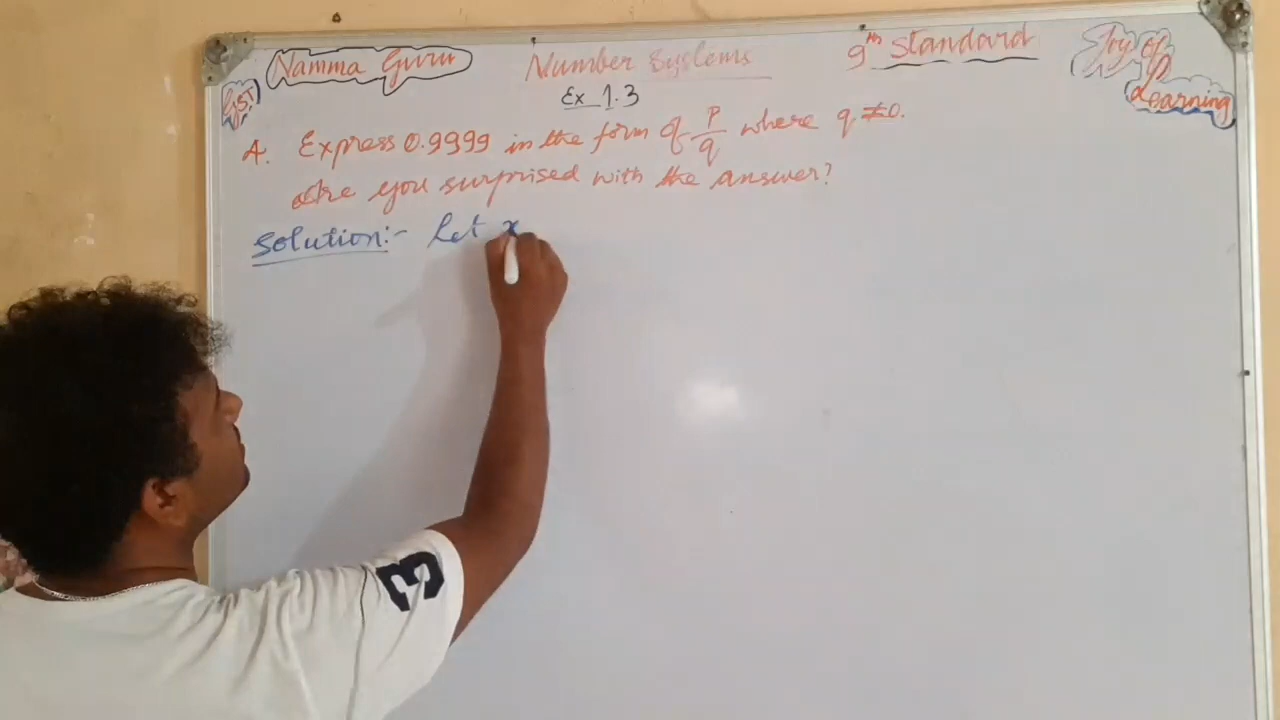 Namma Guru
Number Systems
9th Standard
Joy of
Learning
Ex 1.3
4. Express 0.9999 in the form of p/q where q ≠ 0.
Are you surprised with the answer?
Solution:- Let x
3